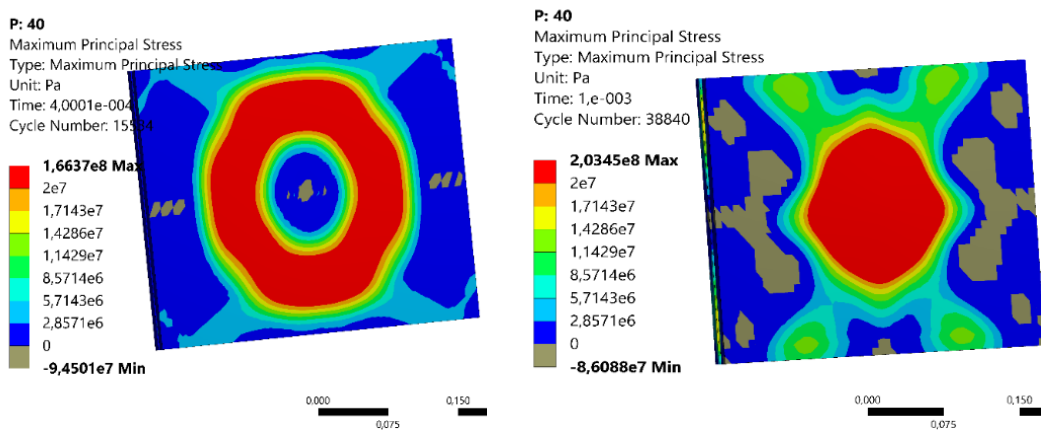 P: 40
Maximum Principal Stress
Type: Maximum Principal Stress
Unit: Pa
Time: 4,0001e-004
Cycle Number: 15534
1,6637e8 Max
2e7
1,7143e7
1,4286e7
1,1429e7
8,5714e6
5,7143e6
2,8571e6
0
-9,4501e7 Min
0,000
0,150
0,075
P: 40
Maximum Principal Stress
Type: Maximum Principal Stress
Unit: Pa
Time: 1,e-003
Cycle Number: 38840
2,0345e8 Max
2e7
1,7143e7
1,4286e7
1,1429e7
8,5714e6
5,7143e6
2,8571e6
0
-8,6088e7 Min
0,000
0,150
0,075